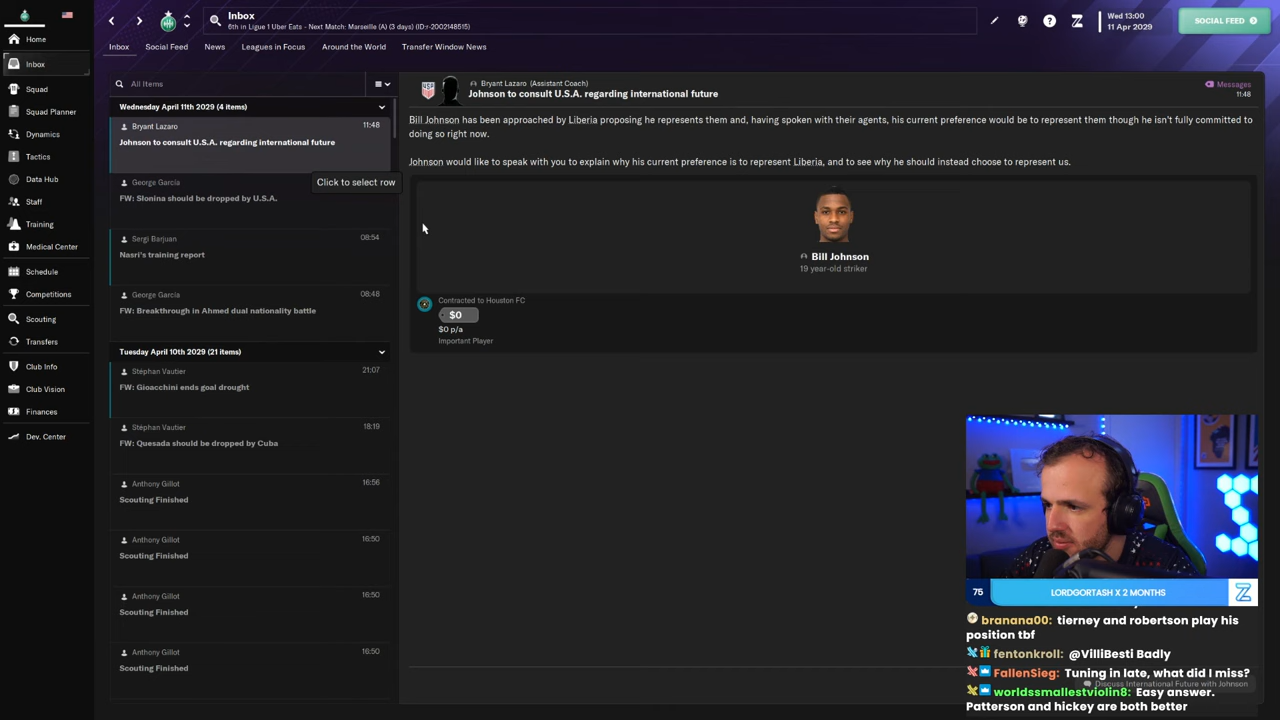 Inbox
6th in Ligue 1 Uber Eats - Next Match: Marseille (A) (3 days) (ID:-2002148515)
Wed 13:00
11 Apr 2029
SOCIAL FEED
Home
Inbox
Squad
Squad Planner
Dynamics
Tactics
Data Hub
Staff
Training
Medical Center
Schedule
Competitions
Scouting
Transfers
Club Info
Club Vision
Finances
Dev. Center
Inbox
Social Feed
News
Leagues in Focus
Around the World
Transfer Window News
All Items
Wednesday April 11th 2029 (4 items)
Bryant Lazaro 11:48
Johnson to consult U.S.A. regarding international future
George García
FW: Slonina should be dropped by U.S.A.
Click to select row
Sergi Barjuan 08:54
Nasri's training report
George García 08:48
FW: Breakthrough in Ahmed dual nationality battle
Tuesday April 10th 2029 (21 items)
Stéphan Vautier 21:07
FW: Gioacchini ends goal drought
Stéphan Vautier 18:19
FW: Quesada should be dropped by Cuba
Anthony Gillot 16:56
Scouting Finished
Anthony Gillot 16:50
Scouting Finished
Anthony Gillot 16:50
Scouting Finished
Anthony Gillot 16:50
Scouting Finished
Bryant Lazaro (Assistant Coach)
Johnson to consult U.S.A. regarding international future
Messages
11:48
Bill Johnson has been approached by Liberia proposing he represents them and, having spoken with their agents, his current preference would be to represent them though he isn't fully committed to
doing so right now.
Johnson would like to speak with you to explain why his current preference is to represent Liberia, and to see why he should instead choose to represent us.
Bill Johnson
19 year-old striker
Contracted to Houston FC
$0
$0 p/a
Important Player
75
LORDGORTASH X 2 MONTHS
branana00: tierney and robertson play his
position tbf
fentonkroll: @VilliBesti Badly
FallenSieg: Tuning in late, what did I miss?
Discuss International Future with Johnson
worldssmallestviolin8: Easy answer.
Patterson and hickey are both better